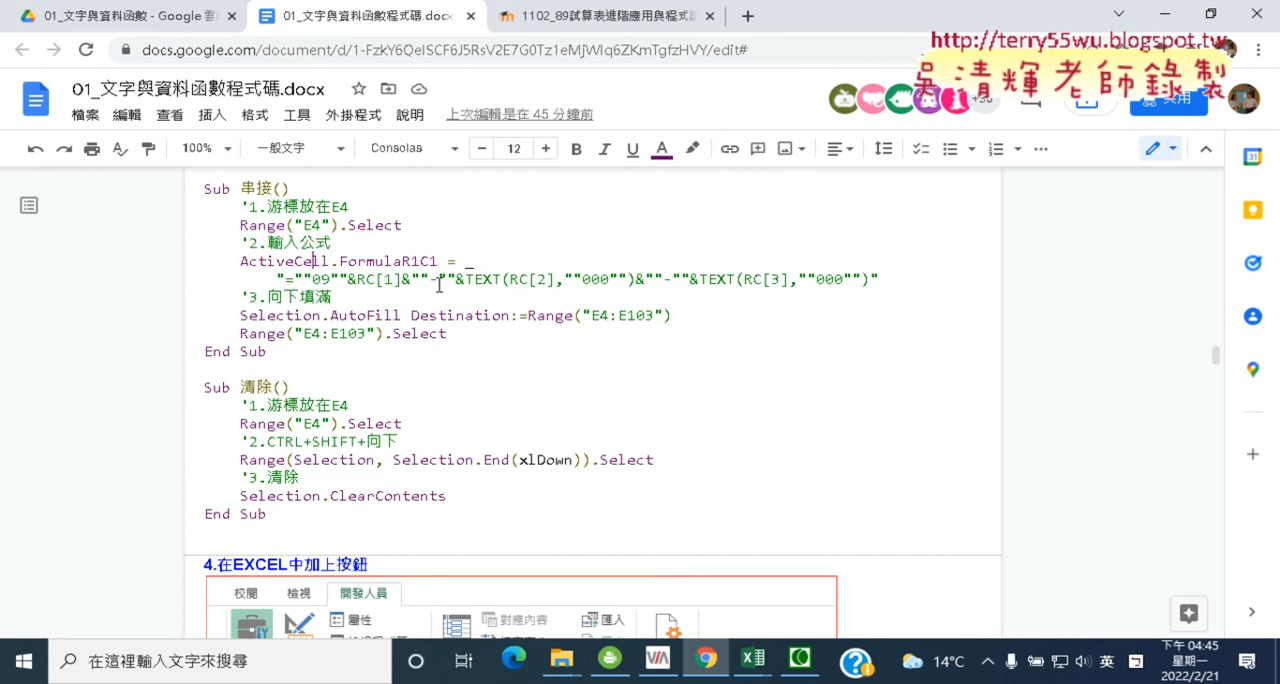 01_文字與資料函數 - Google 雲
01_文字與資料函數程式碼.docx
1102_89試算表進階應用與程式設
docs.google.com/document/d/1-FzkY6QeISCF6J5RsV2E7G0Tz1eMjWIq6ZKmTgfzHVY/edit#
http://terry55wu.blogspot.tw
吳清輝老師錄製
01_文字與資料函數程式碼.docx
檔案 編輯 查看 插入 格式 工具 外掛程式 說明 上次編輯是在 45 分鐘前
共用
100% 一般文字 Consolas 12
Sub 串接()
'1.游標放在E4
Range("E4").Select
'2.輸入公式
ActiveCell.FormulaR1C1 = _
"=""09""&RC[1]&""-""&TEXT(RC[2],""000"")&""-""&TEXT(RC[3],""000"")"
'3.向下填滿
Selection.AutoFill Destination:=Range("E4:E103")
Range("E4:E103").Select
End Sub
Sub 清除()
'1.游標放在E4
Range("E4").Select
'2.CTRL+SHIFT+向下
Range(Selection, Selection.End(xlDown)).Select
'3.清除
Selection.ClearContents
End Sub
4.在EXCEL中加上按鈕
校閱 檢視 開發人員
屬性 對應內容 匯入
在這裡輸入文字來搜尋
14°C 英
下午 04:45
星期一
2022/2/21